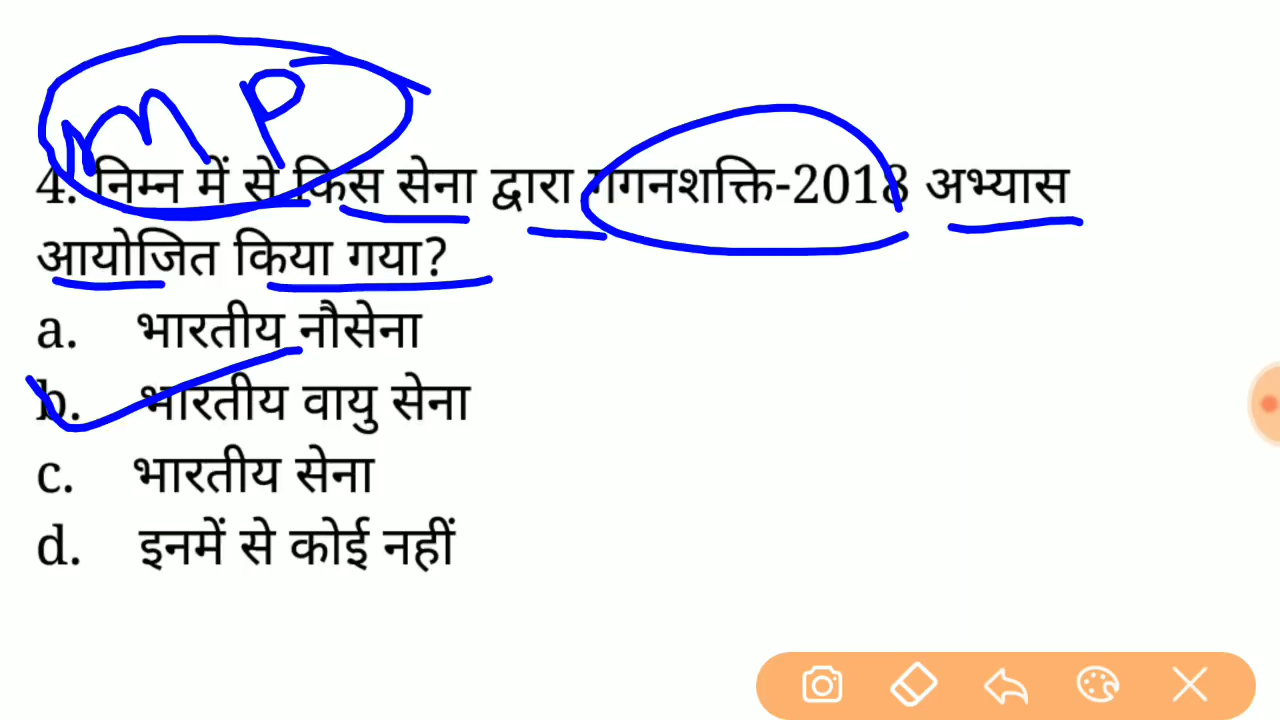 MP
4. निम्न में से किस सेना द्वारा गगनशक्ति-2018 अभ्यास
आयोजित किया गया?
a. भारतीय नौसेना
b. भारतीय वायु सेना
c. भारतीय सेना
d. इनमें से कोई नहीं